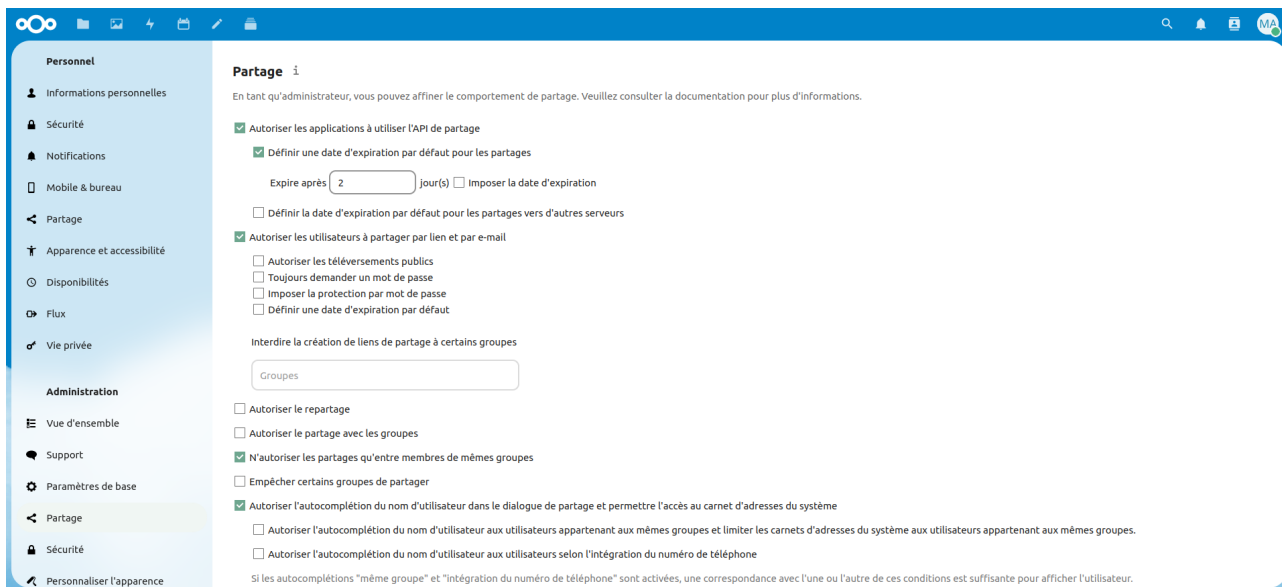 MA
Personnel
Informations personnelles
Sécurité
Notifications
Mobile & bureau
Partage
Apparence et accessibilité
Disponibilités
Flux
Vie privée
Administration
Vue d'ensemble
Support
Paramètres de base
Partage
Sécurité
Personnaliser l'apparence
Partage i
En tant qu'administrateur, vous pouvez affiner le comportement de partage. Veuillez consulter la documentation pour plus d'informations.
Autoriser les applications à utiliser l'API de partage
Définir une date d'expiration par défaut pour les partages
Expire après 2 jour(s) Imposer la date d'expiration
Définir la date d'expiration par défaut pour les partages vers d'autres serveurs
Autoriser les utilisateurs à partager par lien et par e-mail
Autoriser les téléversements publics
Toujours demander un mot de passe
Imposer la protection par mot de passe
Définir une date d'expiration par défaut
Interdire la création de liens de partage à certains groupes
Groupes
Autoriser le repartage
Autoriser le partage avec les groupes
N'autoriser les partages qu'entre membres de mêmes groupes
Empêcher certains groupes de partager
Autoriser l'autocomplétion du nom d'utilisateur dans le dialogue de partage et permettre l'accès au carnet d'adresses du système
Autoriser l'autocomplétion du nom d'utilisateur aux utilisateurs appartenant aux mêmes groupes et limiter les carnets d'adresses du système aux utilisateurs appartenant aux mêmes groupes.
Autoriser l'autocomplétion du nom d'utilisateur aux utilisateurs selon l'intégration du numéro de téléphone
Si les autocomplétions "même groupe" et "intégration du numéro de téléphone" sont activées, une correspondance avec l'une ou l'autre de ces conditions est suffisante pour afficher l'utilisateur.